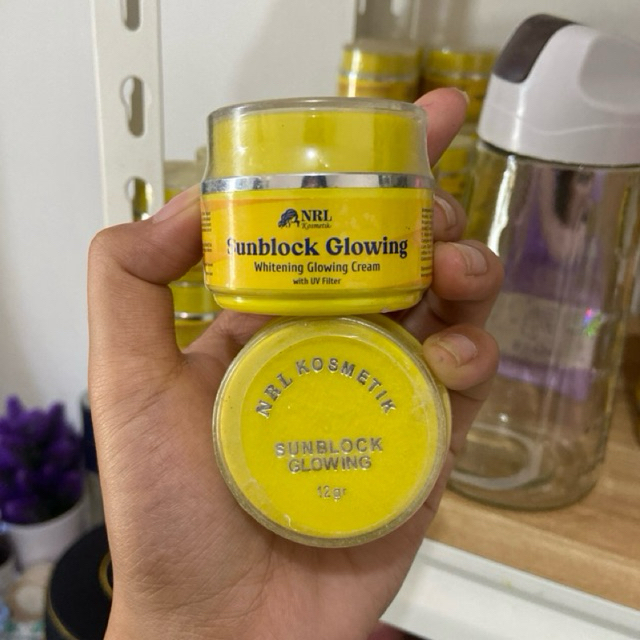 NRL
Kosmetik
Sunblock Glowing
Whitening Glowing Cream
with UV Filter
NRL KOSMETIK
SUNBLOCK
GLOWING
12 gr